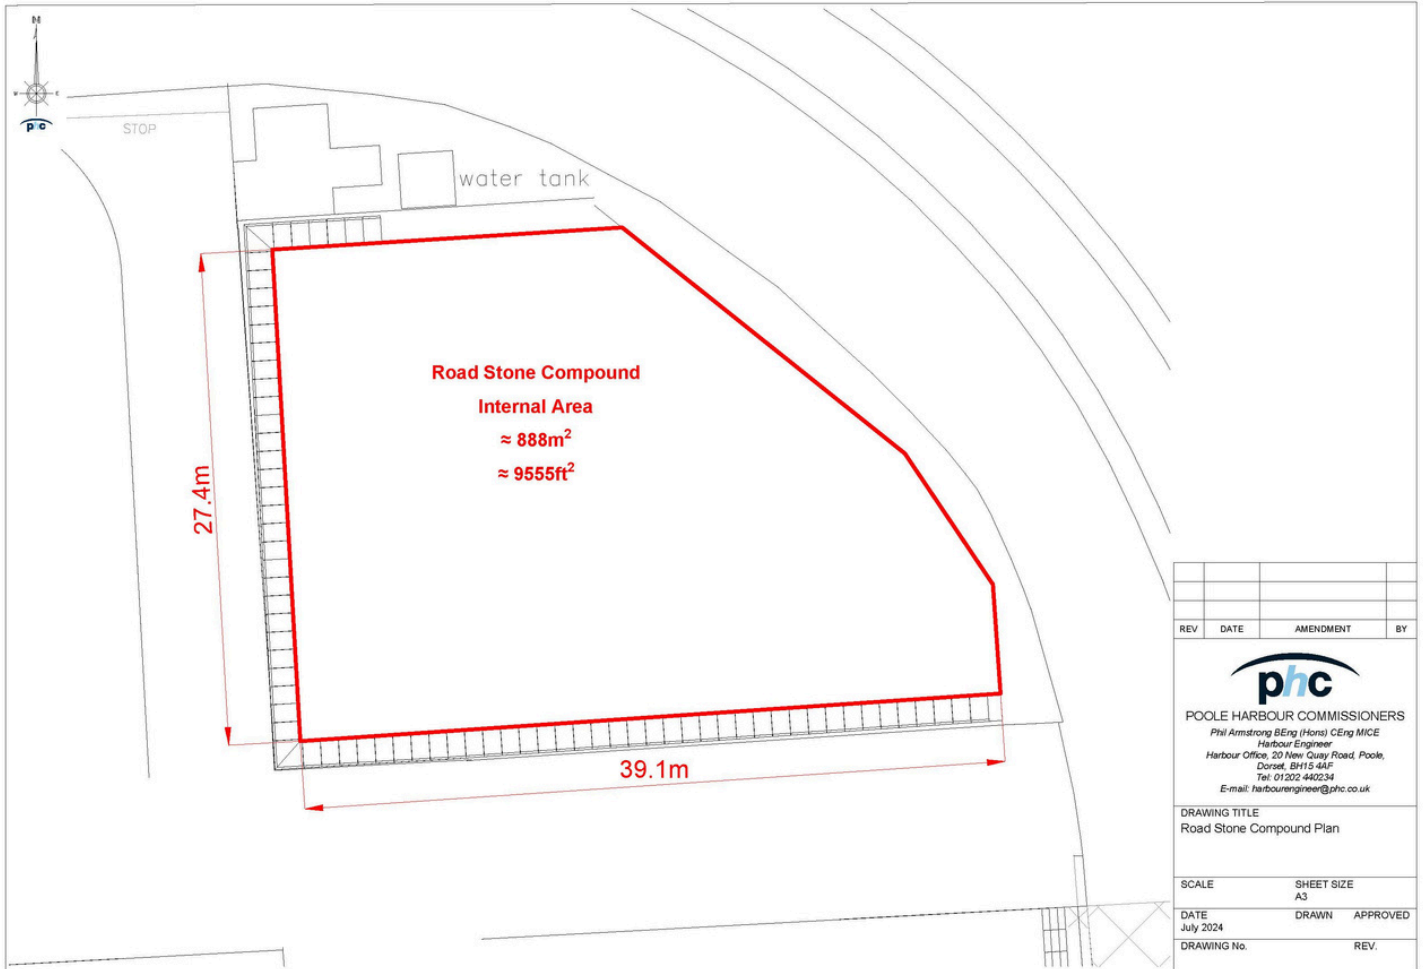 N
W
E
phc
STOP
water tank
Road Stone Compound
Internal Area
≈ 888m²
≈ 9555ft²
27.4m
39.1m
REV DATE AMENDMENT BY
phc
POOLE HARBOUR COMMISSIONERS
Phil Armstrong BEng (Hons) CEng MICE
Harbour Engineer
Harbour Office, 20 New Quay Road, Poole,
Dorset, BH15 4AF
Tel: 01202 440234
E-mail: harbourengineer@phc.co.uk
DRAWING TITLE
Road Stone Compound Plan
SCALE SHEET SIZE
A3
DATE DRAWN APPROVED
July 2024
DRAWING No. REV.